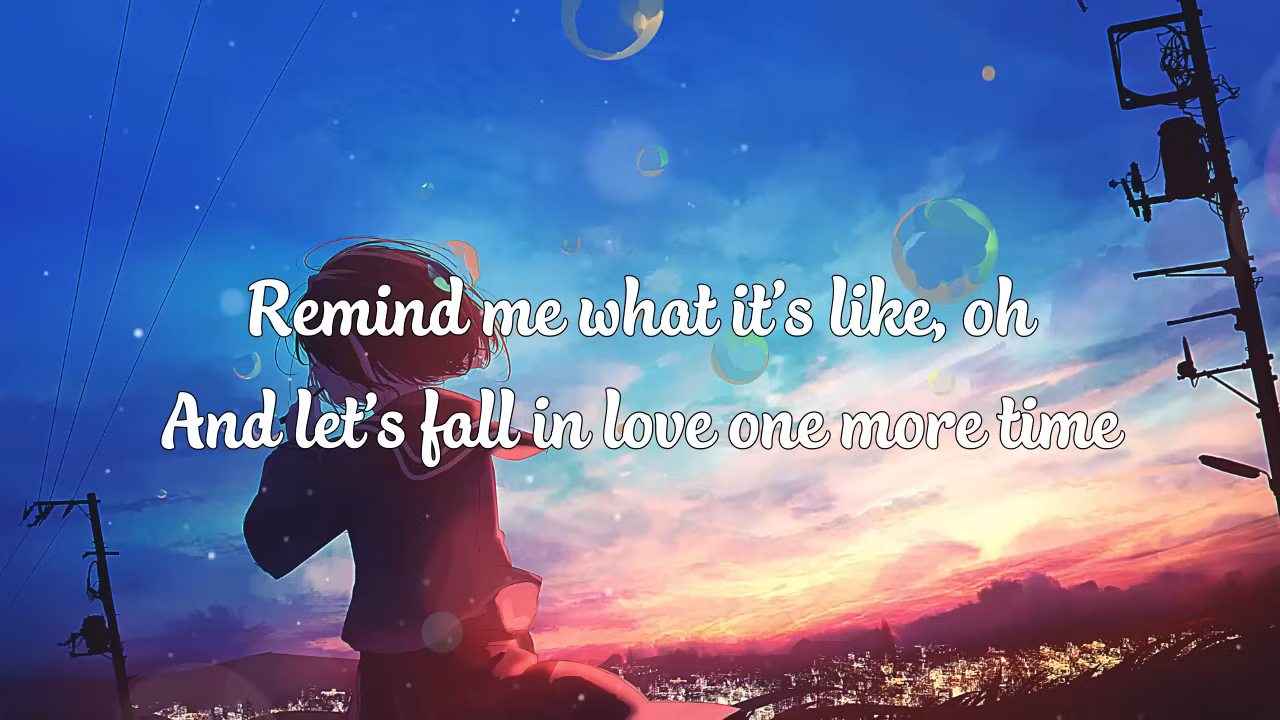 Remind me what it’s like, oh
And let’s fall in love one more time